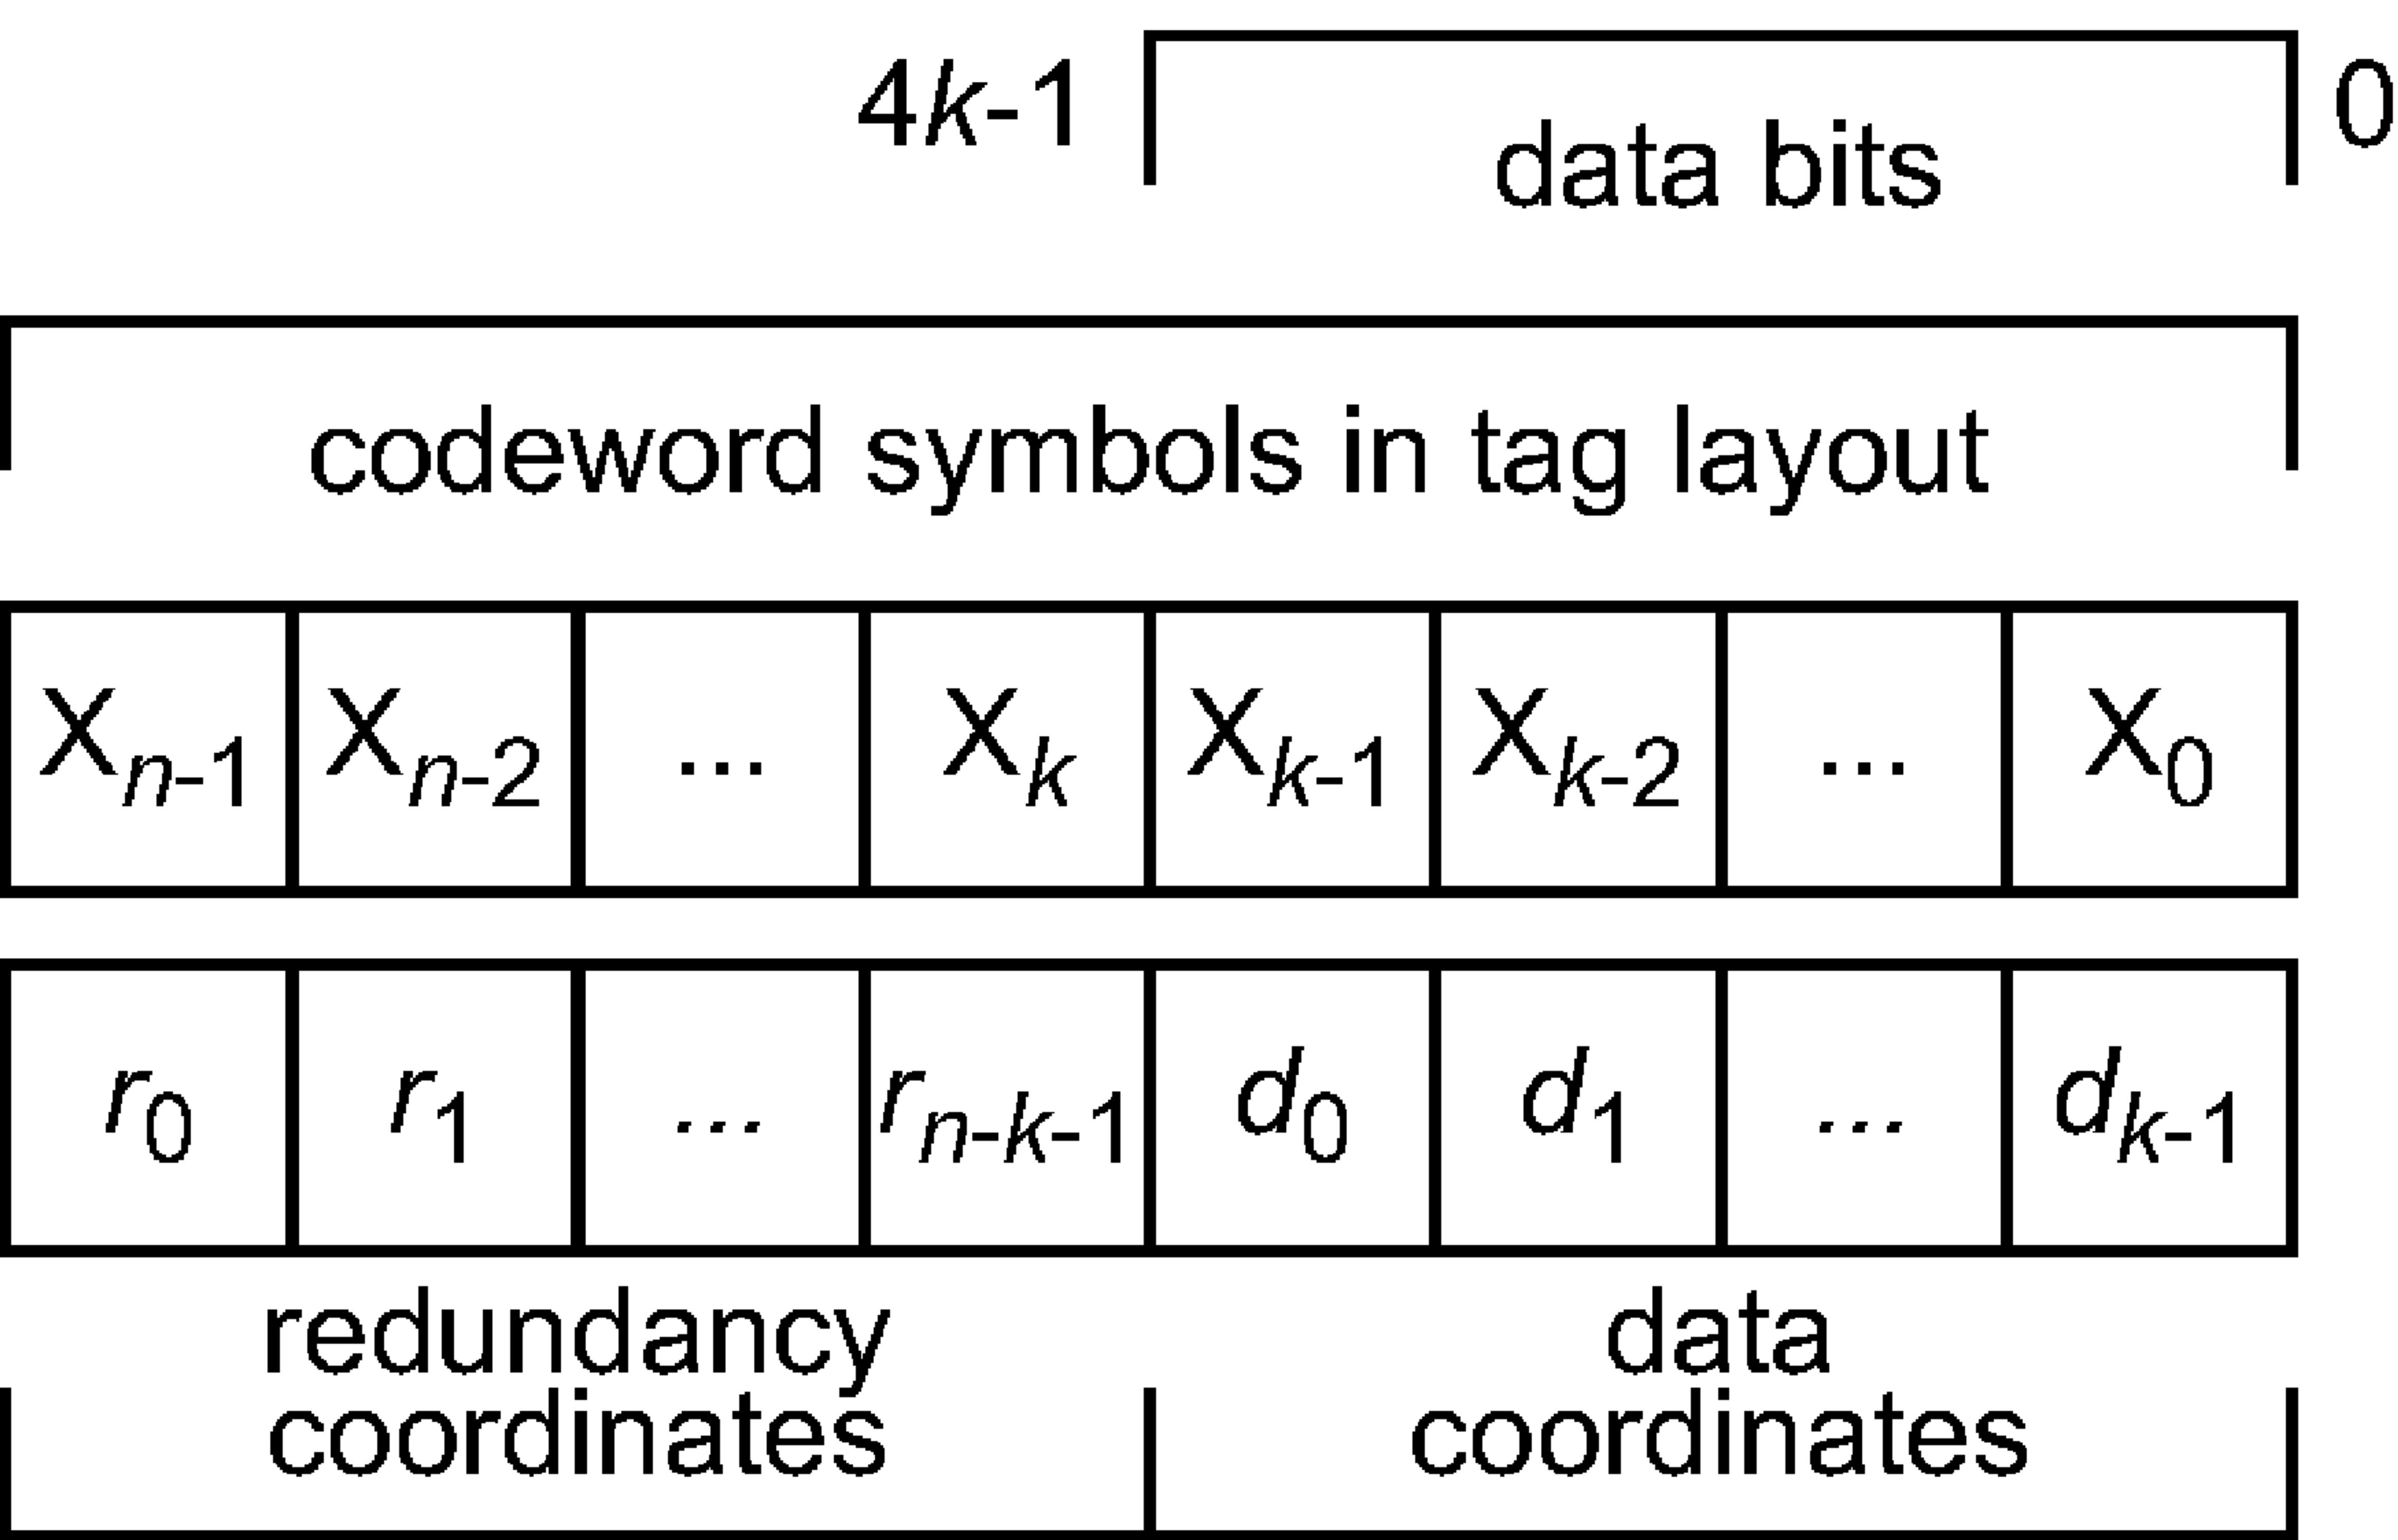 4k-1 0
data bits
codeword symbols in tag layout
Xn-1 Xn-2 ... Xk Xk-1 Xk-2 ... X0
r0 r1 ... rn-k-1 d0 d1 ... dk-1
redundancy data
coordinates coordinates